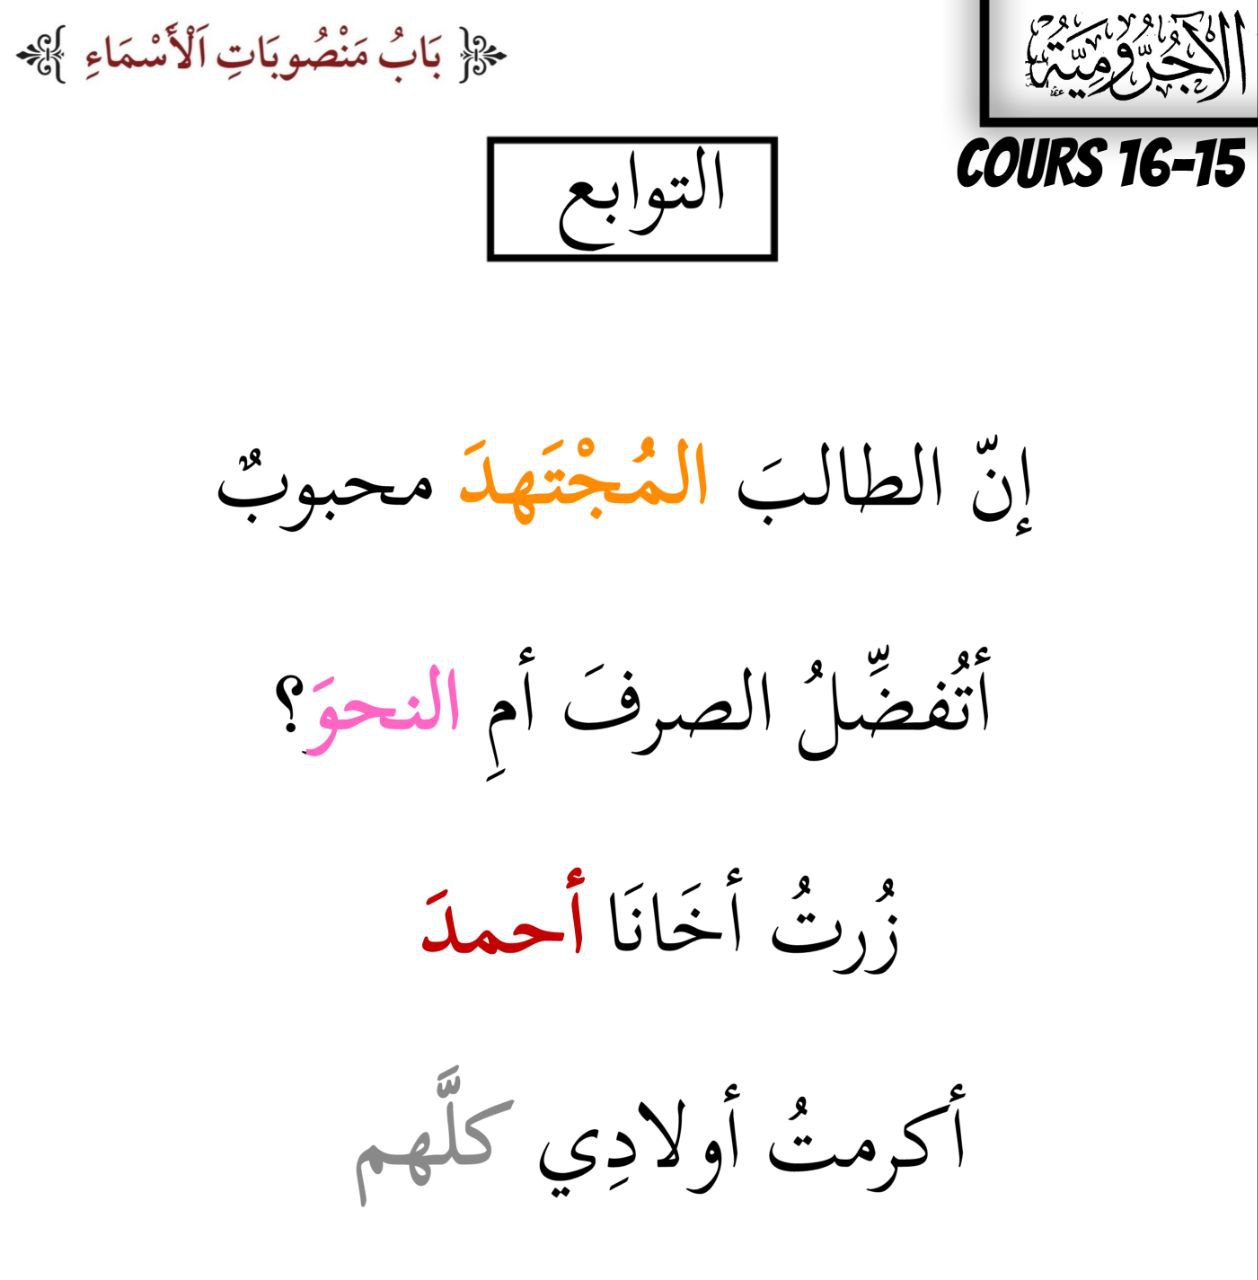 الآجُرُّومِيَّةُ
﴿ بَابُ مَنْصُوبَاتِ اَلْأَسْمَاءِ ﴾
COURS 16-15
التوابع
إنّ الطالبَ المُجْتَهدَ محبوبٌ
أتُفضِّلُ الصرفَ أمِ النحوَ؟
زُرتُ أخَانَا أحمدَ
أكرمتُ أولادِي كلَّهم